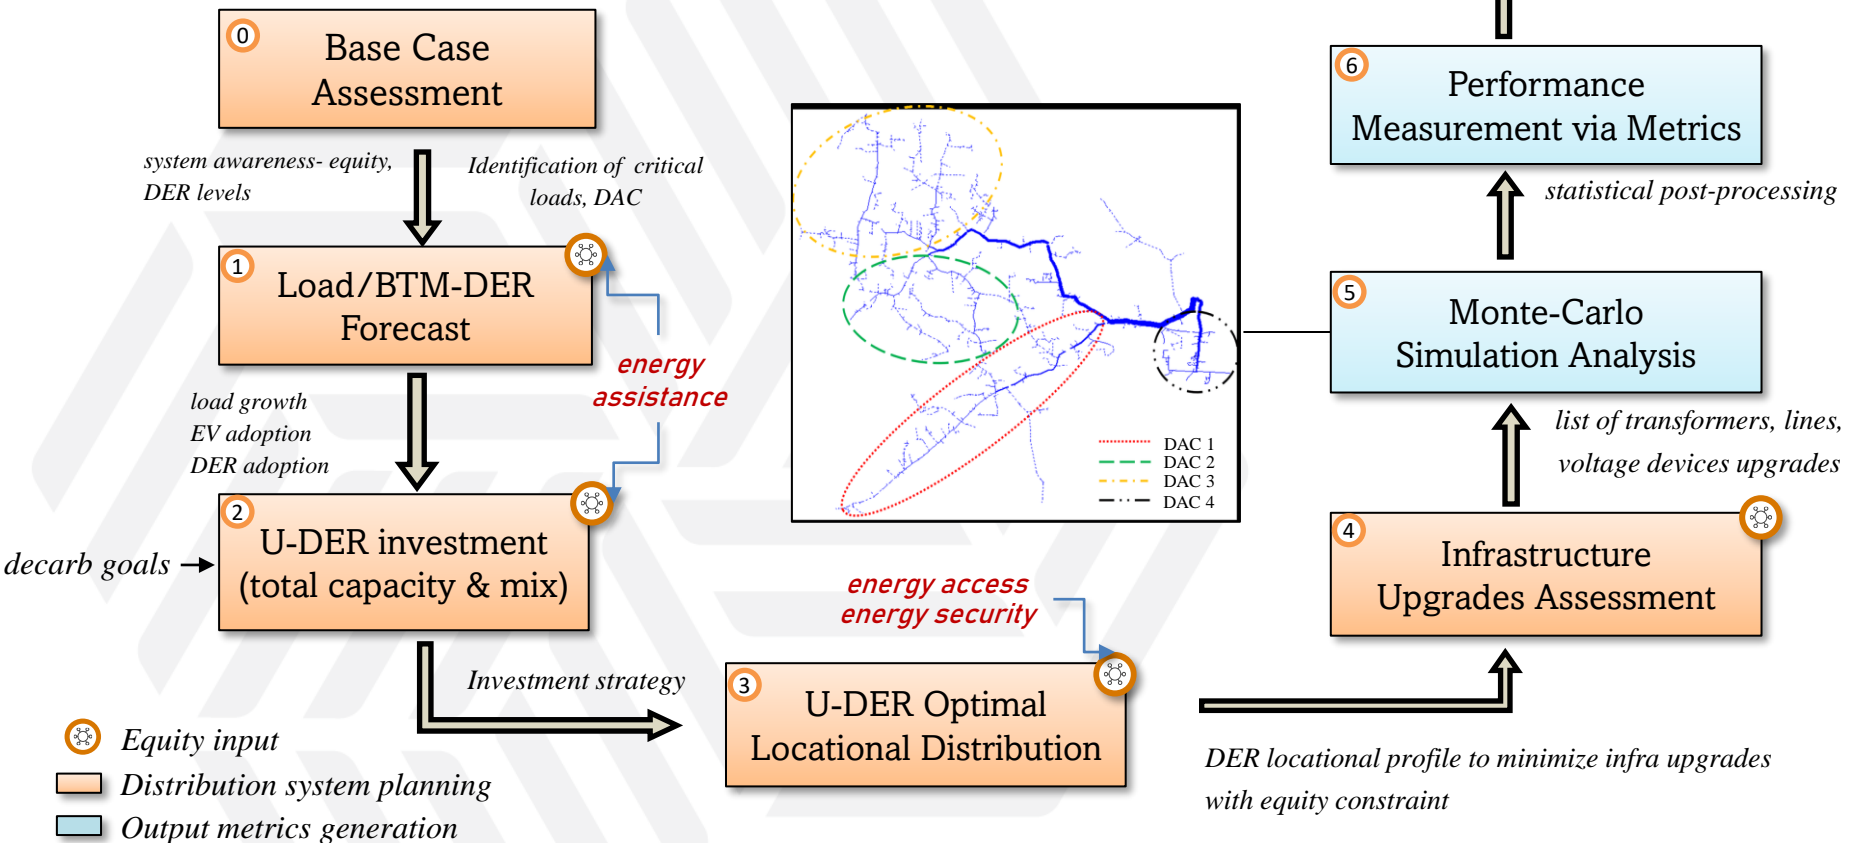 0
Base Case
Assessment
system awareness- equity,
DER levels
Identification of critical
loads, DAC
1
Load/BTM-DER
Forecast
energy
assistance
load growth
EV adoption
DER adoption
2
U-DER investment
(total capacity & mix)
decarb goals
Investment strategy
energy access
energy security
3
U-DER Optimal
Locational Distribution
DER locational profile to minimize infra upgrades
with equity constraint
4
Infrastructure
Upgrades Assessment
list of transformers, lines,
voltage devices upgrades
5
Monte-Carlo
Simulation Analysis
DAC 1
DAC 2
DAC 3
DAC 4
statistical post-processing
6
Performance
Measurement via Metrics
Equity input
Distribution system planning
Output metrics generation